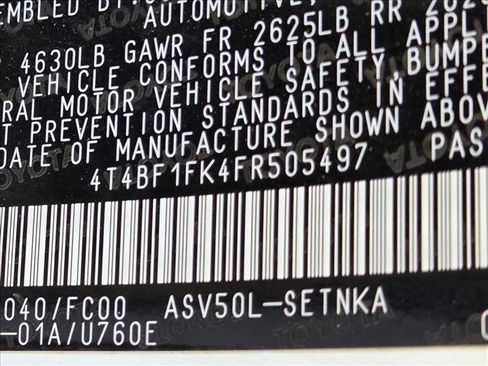 EMBLED BY:
AUTOMOTIVE,
4630LB GAWR FR 2625LB RR
VEHICLE CONFORMS TO ALL APPL
RAL MOTOR VEHICLE SAFETY, BUMPE
T PREVENTION STANDARDS IN EFFE
DATE OF MANUFACTURE SHOWN ABOV
4T4BF1FK4FR505497 PAS
040/FC00 ASV50L-SETNKA
-01A/U760E